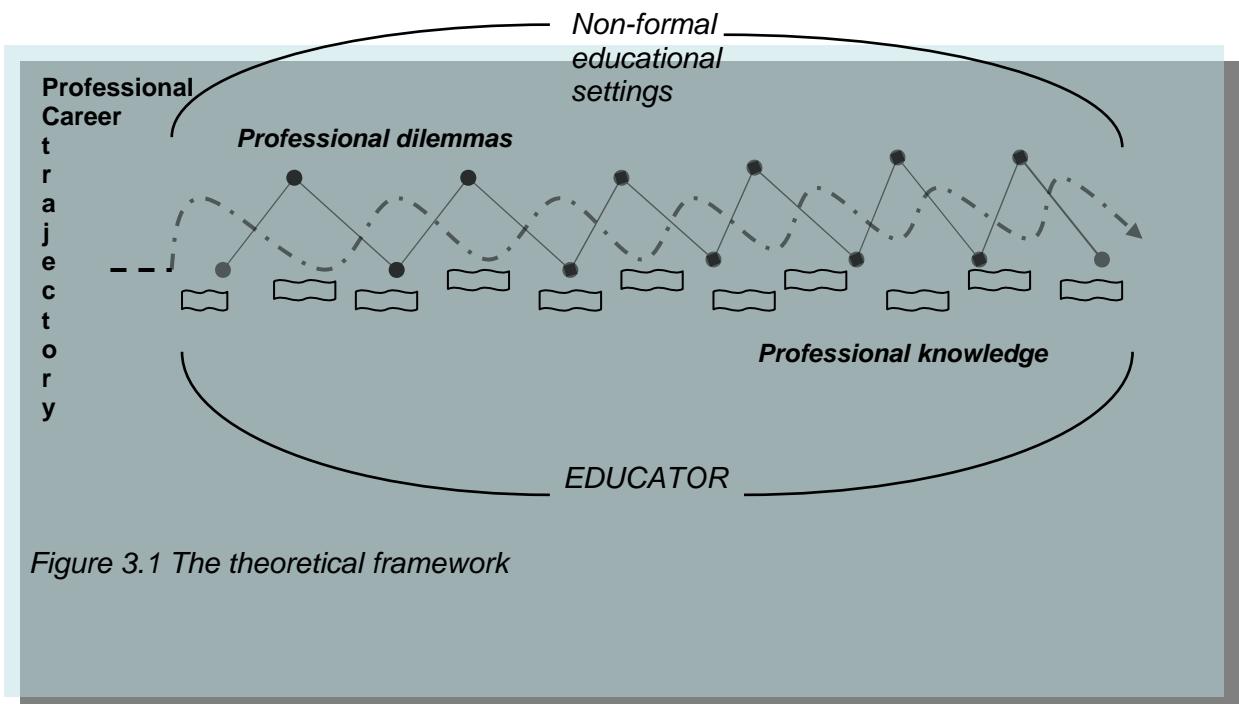 Non-formal
educational
settings
Professional
Career
t
r
a
j
e
c
t
o
r
y
Professional dilemmas
Professional knowledge
EDUCATOR
Figure 3.1 The theoretical framework